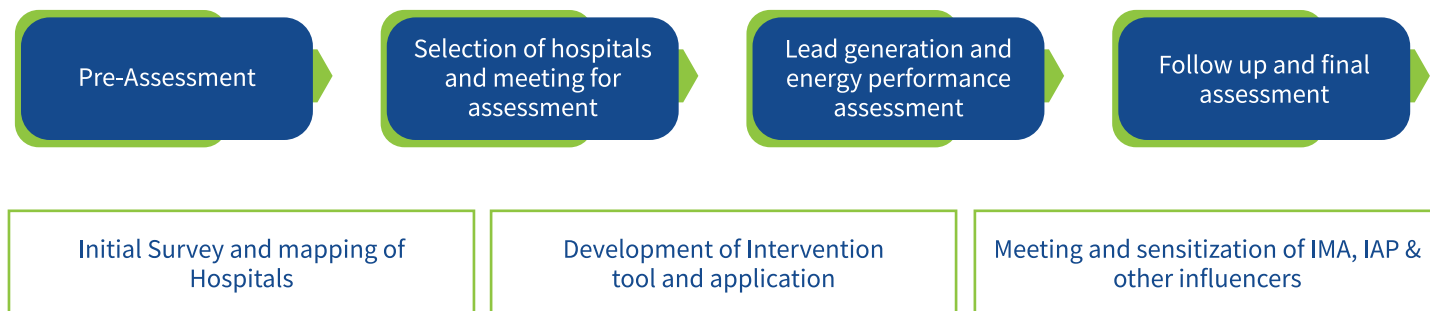 Pre-Assessment
Selection of hospitals
and meeting for
assessment
Lead generation and
energy performance
assessment
Follow up and final
assessment
Initial Survey and mapping of
Hospitals
Development of Intervention
tool and application
Meeting and sensitization of IMA, IAP &
other influencers